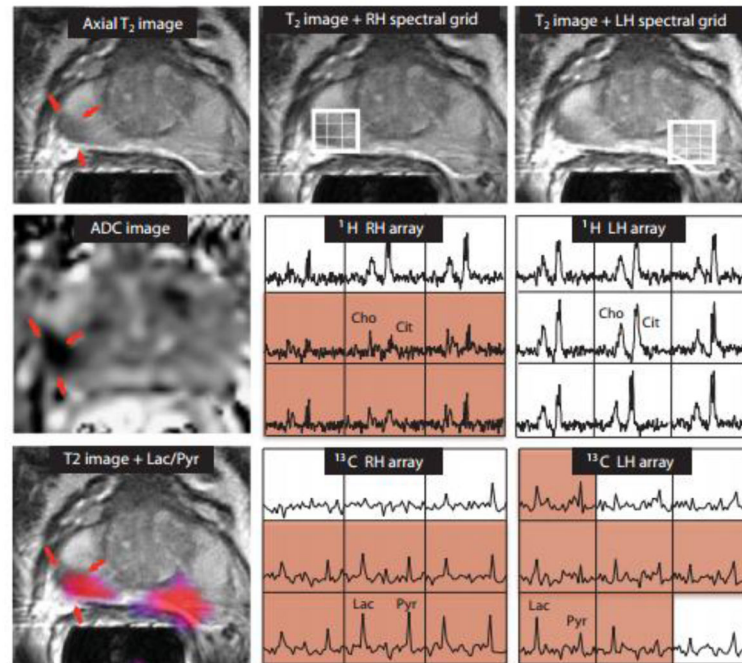 Axial T₂ image
T₂ image + RH spectral grid
T₂ image + LH spectral grid
ADC image
¹H RH array
¹H LH array
Cho
Cit
Cho
Cit
T2 image + Lac/Pyr
¹³C RH array
¹³C LH array
Lac
Pyr
Lac
Pyr